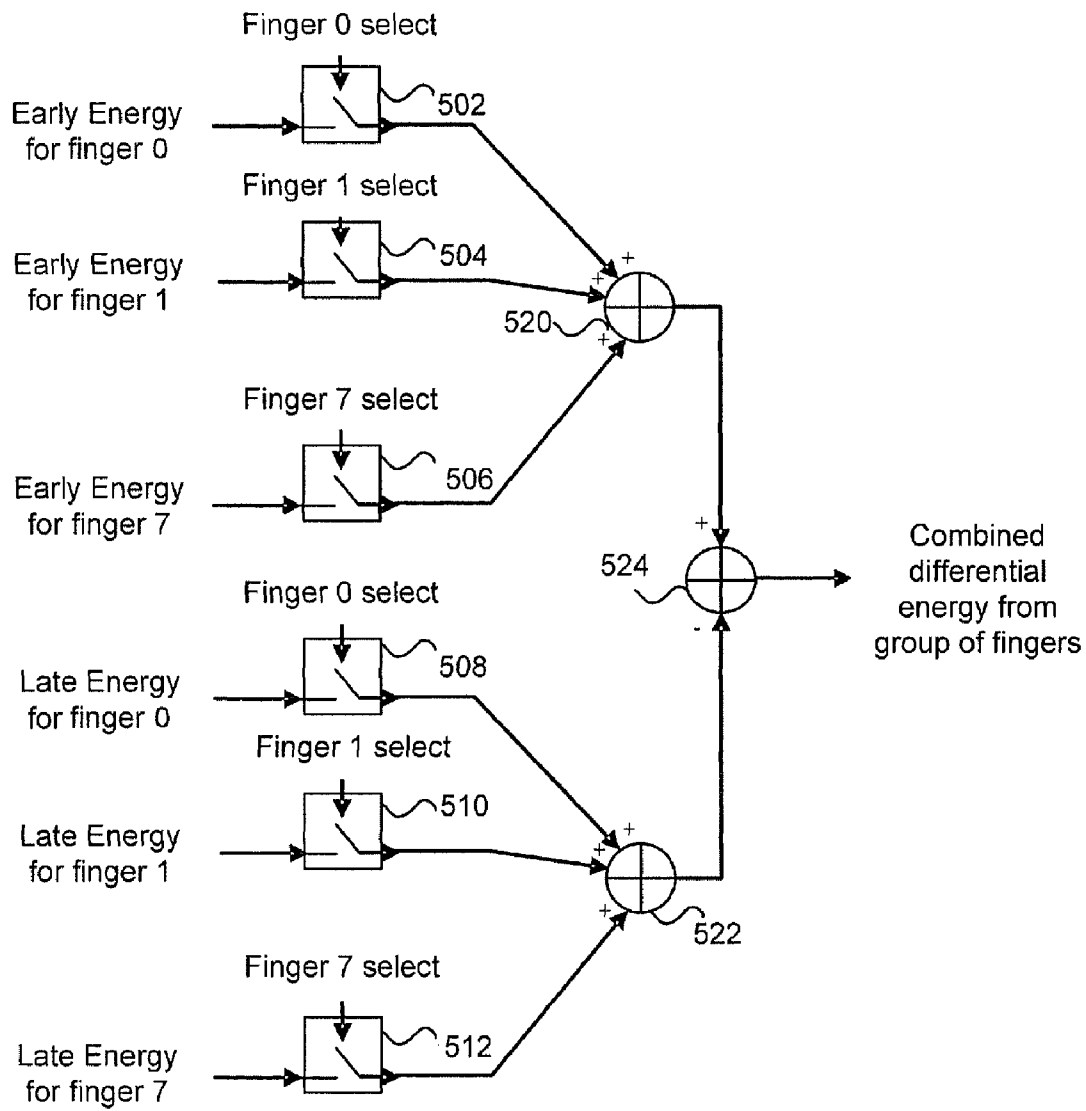 Finger 0 select
502
Early Energy
for finger 0
Finger 1 select
504
Early Energy
for finger 1
+
+
520
+
Finger 7 select
506
Early Energy
for finger 7
+
524
Combined
differential
energy from
group of fingers
-
Finger 0 select
508
Late Energy
for finger 0
Finger 1 select
510
Late Energy
for finger 1
+
+
+
522
Finger 7 select
512
Late Energy
for finger 7